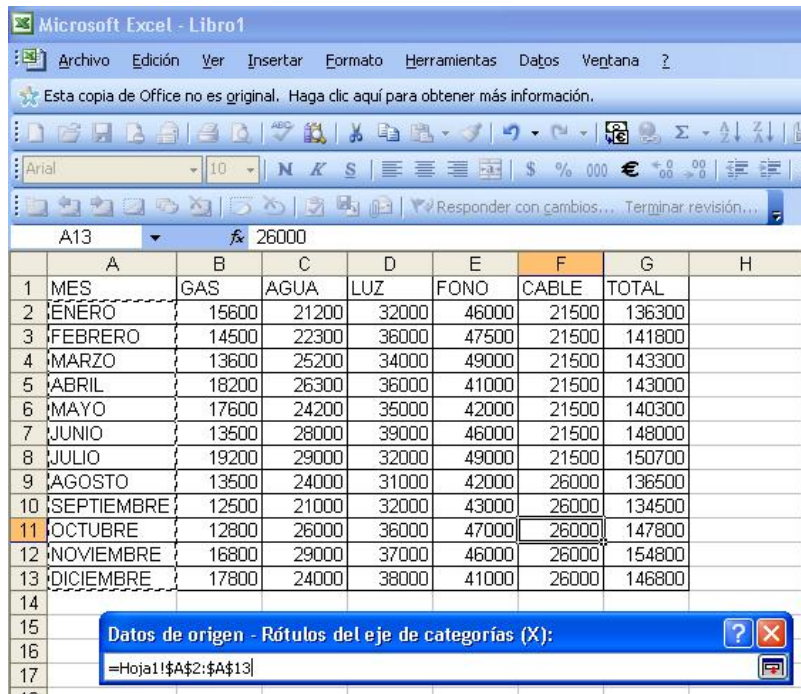 Microsoft Excel - Libro1
Archivo Edición Ver Insertar Formato Herramientas Datos Ventana ?
Esta copia de Office no es original. Haga clic aquí para obtener más información.
Arial 10 N K S $ % 000 €
Responder con cambios... Terminar revisión...
A13 fx 26000
A B C D E F G H
1 MES GAS AGUA LUZ FONO CABLE TOTAL
2 ENERO 15600 21200 32000 46000 21500 136300
3 FEBRERO 14500 22300 36000 47500 21500 141800
4 MARZO 13600 25200 34000 49000 21500 143300
5 ABRIL 18200 26300 36000 41000 21500 143000
6 MAYO 17600 24200 35000 42000 21500 140300
7 JUNIO 13500 28000 39000 46000 21500 148000
8 JULIO 19200 29000 32000 49000 21500 150700
9 AGOSTO 13500 24000 31000 42000 26000 136500
10 SEPTIEMBRE 12500 21000 32000 43000 26000 134500
11 OCTUBRE 12800 26000 36000 47000 26000 147800
12 NOVIEMBRE 16800 29000 37000 46000 26000 154800
13 DICIEMBRE 17800 24000 38000 41000 26000 146800
14
15
16
17
Datos de origen - Rótulos del eje de categorías (X):
=Hoja1!$A$2:$A$13